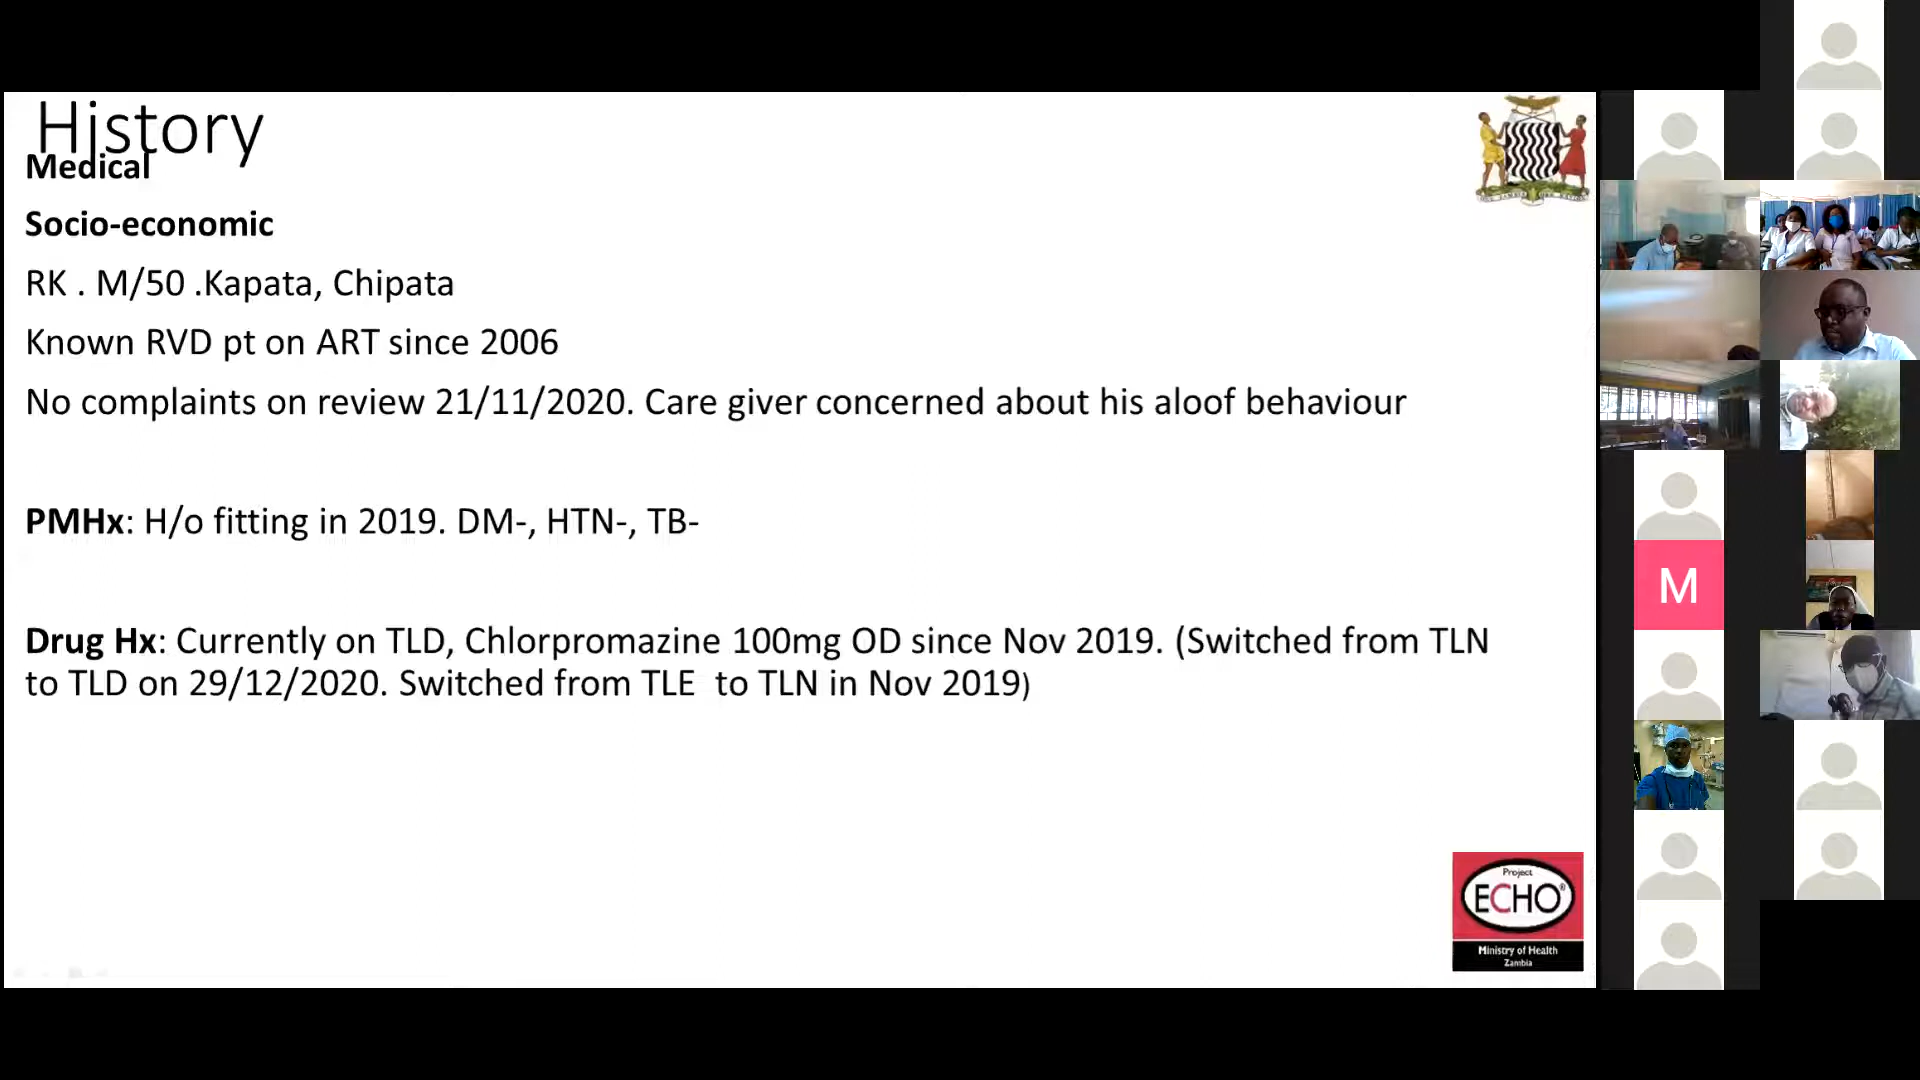 History
Medical
Socio-economic
RK . M/50 .Kapata, Chipata
Known RVD pt on ART since 2006
No complaints on review 21/11/2020. Care giver concerned about his aloof behaviour
PMHx: H/o fitting in 2019. DM-, HTN-, TB-
Drug Hx: Currently on TLD, Chlorpromazine 100mg OD since Nov 2019. (Switched from TLN
to TLD on 29/12/2020. Switched from TLE to TLN in Nov 2019)
M
Project
ECHO®
Ministry of Health
Zambia